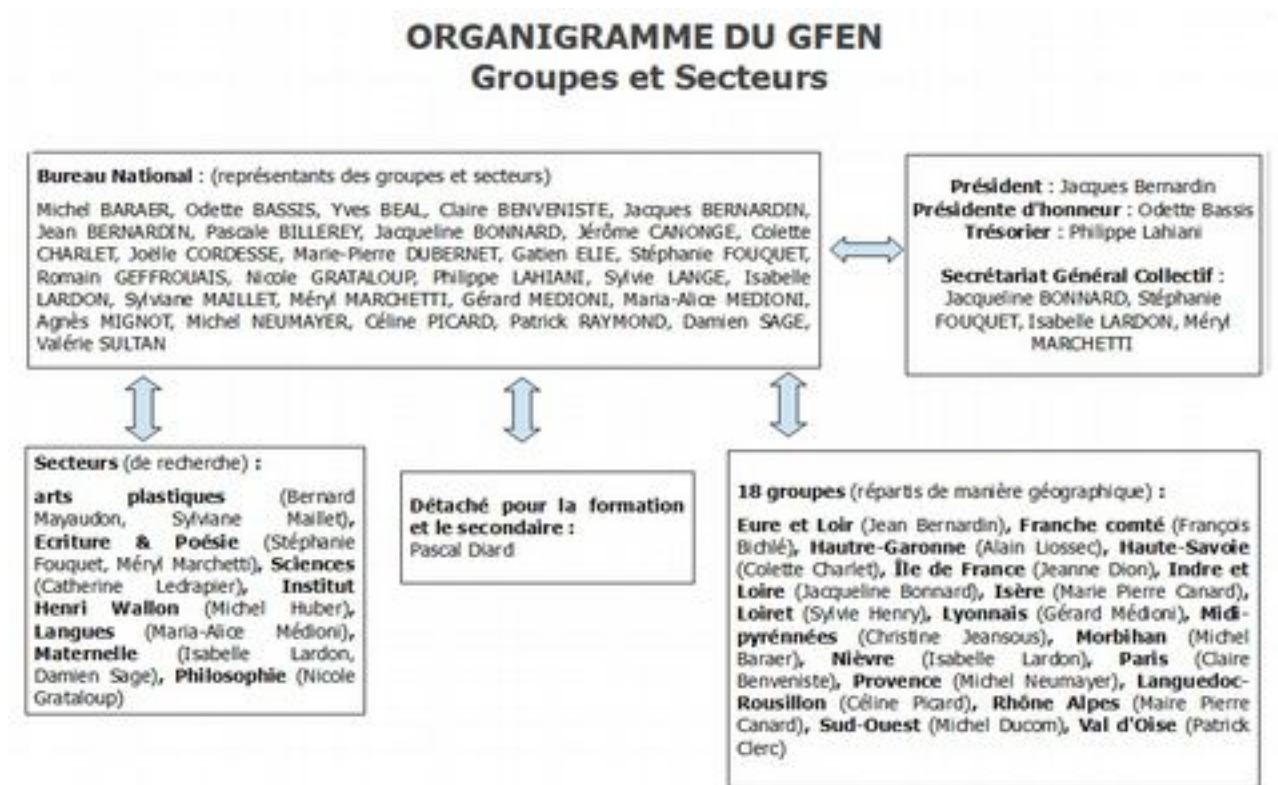 ORGANIGRAMME DU GFEN
Groupes et Secteurs
Bureau National : (représentants des groupes et secteurs)
Michel BARAER, Odette BASSIS, Yves BEAL, Claire BENVENISTE, Jacques BERNARDIN,
Jean BERNARDIN, Pascale BILLEREY, Jacqueline BONNARD, Jérôme CANONGE, Colette
CHARLET, Joëlle CORDESSE, Marie-Pierre DUBERNET, Gatien ELIE, Stéphanie FOUQUET,
Romain GEFFROUAIS, Nicole GRATALOUP, Philippe LAHIANI, Sylvie LANGE, Isabelle
LARDON, Sylviane MAILLET, Méryl MARCHETTI, Gérard MEDIONI, Maria-Alice MEDIONI,
Agnès MIGNOT, Michel NEUMAYER, Céline PICARD, Patrick RAYMOND, Damien SAGE,
Valérie SULTAN
Président : Jacques Bernardin
Présidente d'honneur : Odette Bassis
Trésorier : Philippe Lahiani
Secrétariat Général Collectif :
Jacqueline BONNARD, Stéphanie
FOUQUET, Isabelle LARDON, Méryl
MARCHETTI
Secteurs (de recherche) :
arts plastiques (Bernard
Mayaudon, Sylviane Maillet),
Ecriture & Poésie (Stéphanie
Fouquet, Méryl Marchetti), Sciences
(Catherine Ledrapier), Institut
Henri Wallon (Michel Huber),
Langues (Maria-Alice Médioni),
Maternelle (Isabelle Lardon,
Damien Sage), Philosophie (Nicole
Grataloup)
Détaché pour la formation
et le secondaire :
Pascal Diard
18 groupes (répartis de manière géographique) :
Eure et Loir (Jean Bernardin), Franche comté (François
Bichlé), Hautre-Garonne (Alain Liossec), Haute-Savoie
(Colette Charlet), Île de France (Jeanne Dion), Indre et
Loire (Jacqueline Bonnard), Isère (Marie Pierre Canard),
Loiret (Sylvie Henry), Lyonnais (Gérard Médioni), Midi-
pyrénnées (Christine Jeansous), Morbihan (Michel
Baraer), Nièvre (Isabelle Lardon), Paris (Claire
Benveniste), Provence (Michel Neumayer), Languedoc-
Rousillon (Céline Picard), Rhône Alpes (Maire Pierre
Canard), Sud-Ouest (Michel Ducom), Val d'Oise (Patrick
Clerc)